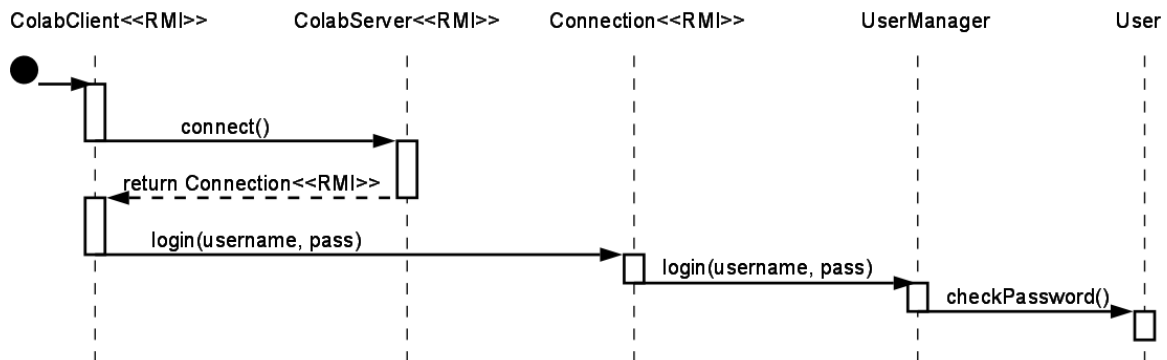 ColabClient<<RMI>> ColabServer<<RMI>> Connection<<RMI>> UserManager User
connect()
return Connection<<RMI>>
login(username, pass)
login(username, pass)
checkPassword()